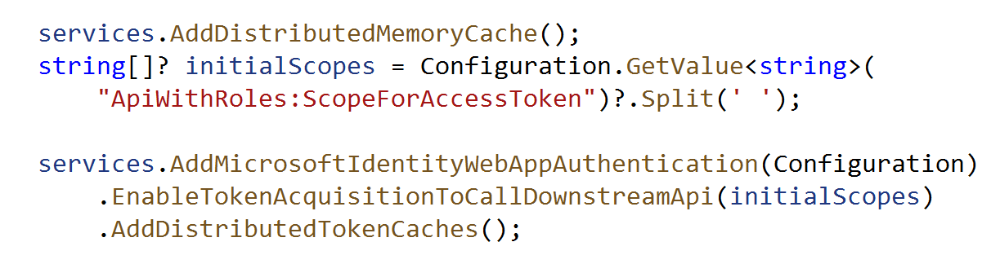 services.AddDistributedMemoryCache();
string[]? initialScopes = Configuration.GetValue<string>(
    "ApiWithRoles:ScopeForAccessToken")?.Split(' ');

services.AddMicrosoftIdentityWebAppAuthentication(Configuration)
    .EnableTokenAcquisitionToCallDownstreamApi(initialScopes)
    .AddDistributedTokenCaches();